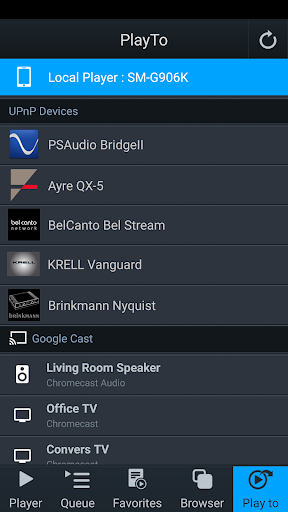 PlayTo
Local Player : SM-G906K
UPnP Devices
PSAudio BridgeII
Ayre QX-5
bel canto
network
BelCanto Bel Stream
KRELL
KRELL Vanguard
BRINKMANN
Brinkmann Nyquist
Google Cast
Living Room Speaker
Chromecast Audio
Office TV
Chromecast
Convers TV
Chromecast
Player
Queue
Favorites
Browser
Play to